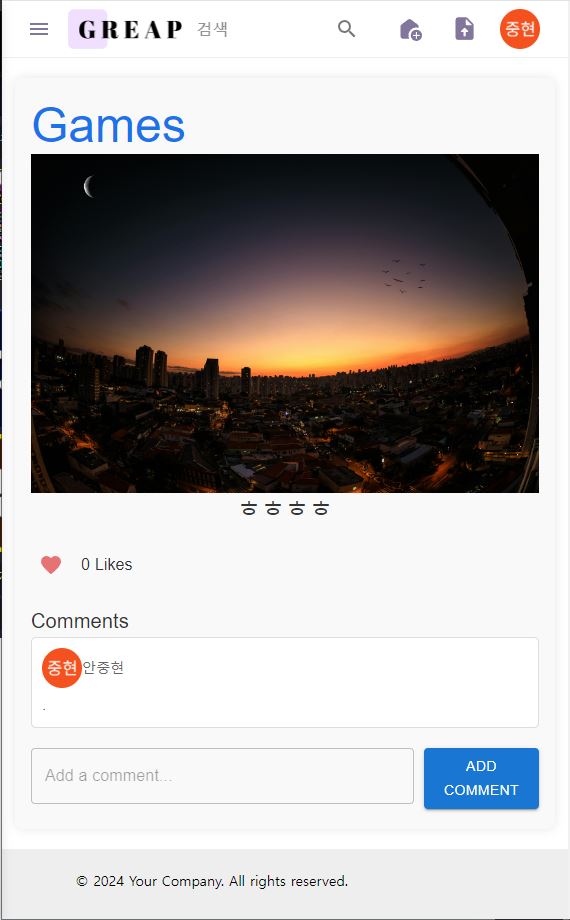 GREAP 검색 중현
Games
ㅎㅎㅎㅎ
0 Likes
Comments
중현 안중현
.
Add a comment...
ADD
COMMENT
© 2024 Your Company. All rights reserved.